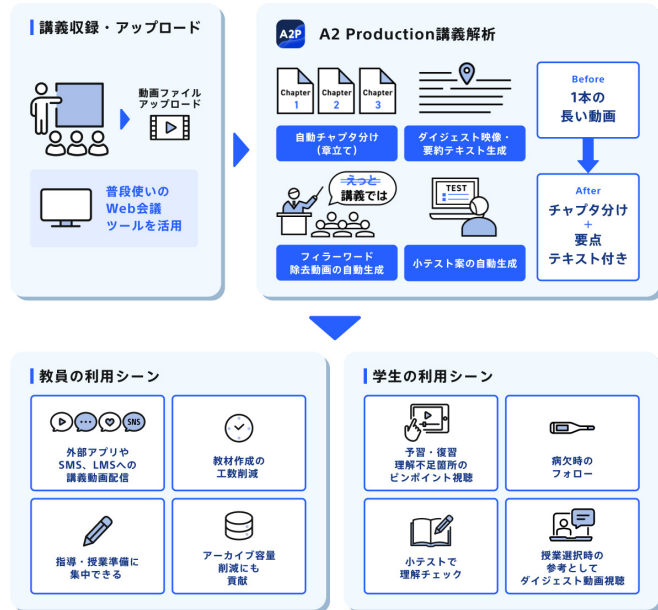 講義収録・アップロード
動画ファイル
アップロード
普段使いの
Web会議
ツールを活用
A2P
A2 Production講義解析
Chapter
1
Chapter
2
Chapter
3
自動チャプタ分け
(章立て)
ダイジェスト映像・
要約テキスト生成
えっと
講義では
フィラーワード
除去動画の自動生成
TEST
小テスト案の自動生成
Before
1本の
長い動画
After
チャプタ分け
+
要点
テキスト付き
教員の利用シーン
SNS
外部アプリや
SMS、LMSへの
講義動画配信
教材作成の
工数削減
指導・授業準備に
集中できる
アーカイブ容量
削減にも
貢献
学生の利用シーン
予習・復習
理解不足箇所の
ピンポイント視聴
病欠時の
フォロー
小テストで
理解チェック
授業選択時の
参考として
ダイジェスト動画視聴